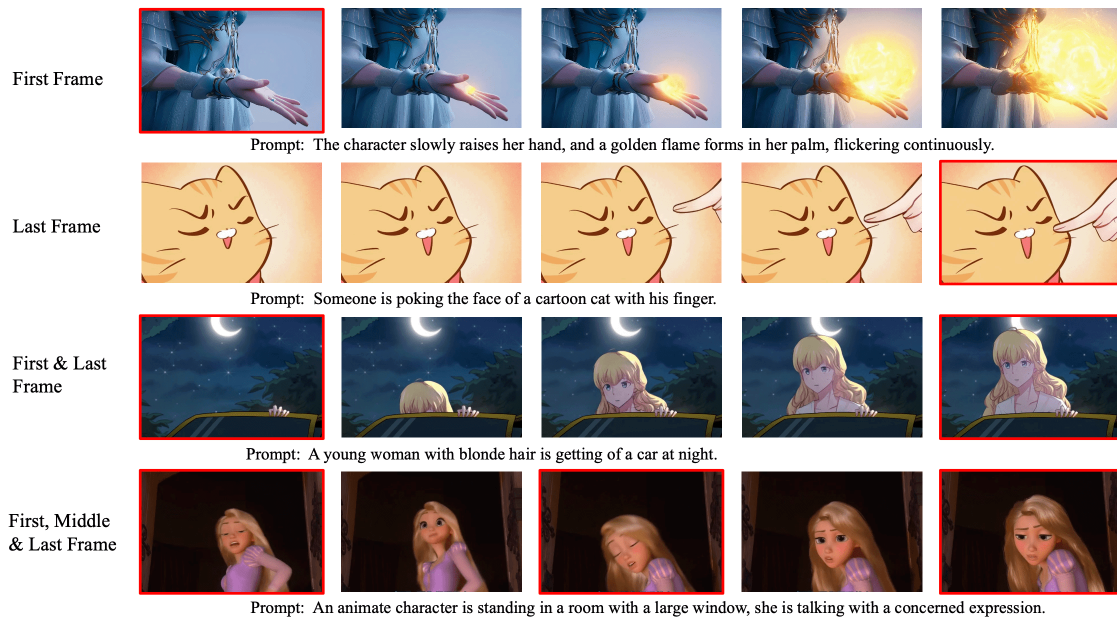 First Frame
Prompt: The character slowly raises her hand, and a golden flame forms in her palm, flickering continuously.
Last Frame
Prompt: Someone is poking the face of a cartoon cat with his finger.
First & Last
Frame
Prompt: A young woman with blonde hair is getting of a car at night.
First, Middle
& Last Frame
Prompt: An animate character is standing in a room with a large window, she is talking with a concerned expression.